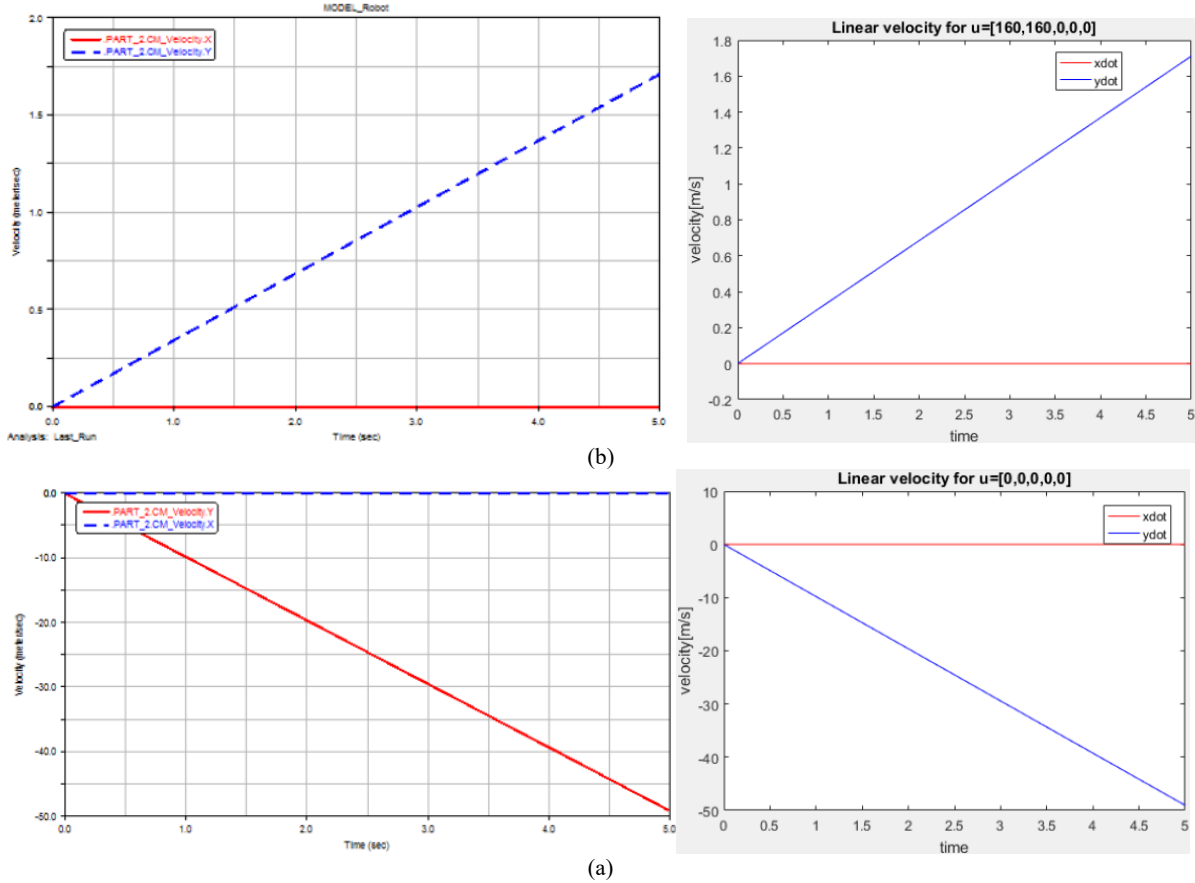 MODEL_Robot
2.0
1.5
1.0
0.5
0.0
Velocity (meter/sec)
.PART_2.CM_Velocity.X
.PART_2.CM_Velocity.Y
0.0 1.0 2.0 3.0 4.0 5.0
Analysis: Last_Run
Time (sec)
Linear velocity for u=[160,160,0,0,0]
1.8
1.6
1.4
1.2
1
0.8
0.6
0.4
0.2
0
-0.2
velocity[m/s]
xdot
ydot
0 0.5 1 1.5 2 2.5 3 3.5 4 4.5 5
time
(b)
0.0
-10.0
-20.0
-30.0
-40.0
-50.0
Velocity (meter/sec)
.PART_2.CM_Velocity.Y
.PART_2.CM_Velocity.X
0.0 1.0 2.0 3.0 4.0 5.0
Time (sec)
Linear velocity for u=[0,0,0,0,0]
10
0
-10
-20
-30
-40
-50
velocity[m/s]
xdot
ydot
0 0.5 1 1.5 2 2.5 3 3.5 4 4.5 5
time
(a)